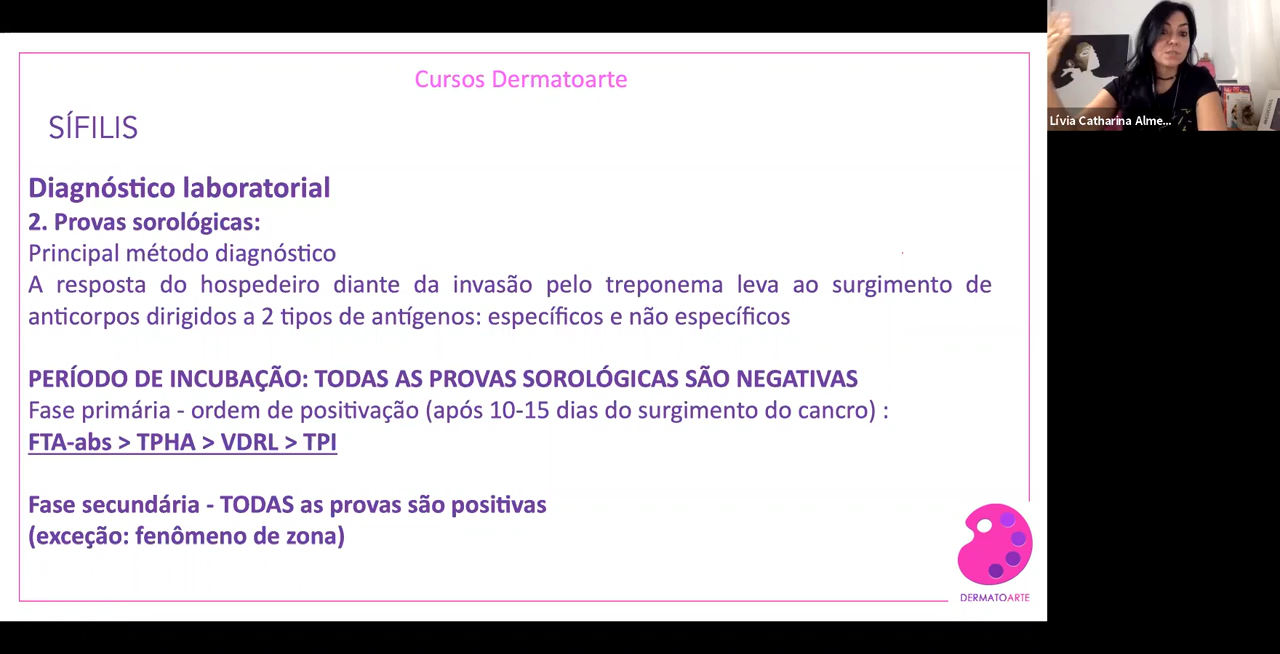 Cursos Dermatoarte
SÍFILIS
Diagnóstico laboratorial
2. Provas sorológicas:
Principal método diagnóstico
A resposta do hospedeiro diante da invasão pelo treponema leva ao surgimento de
anticorpos dirigidos a 2 tipos de antígenos: específicos e não específicos
PERÍODO DE INCUBAÇÃO: TODAS AS PROVAS SOROLÓGICAS SÃO NEGATIVAS
Fase primária - ordem de positivação (após 10-15 dias do surgimento do cancro) :
FTA-abs > TPHA > VDRL > TPI
Fase secundária - TODAS as provas são positivas
(exceção: fenômeno de zona)
DERMATOARTE
Lívia Catharina Alme...